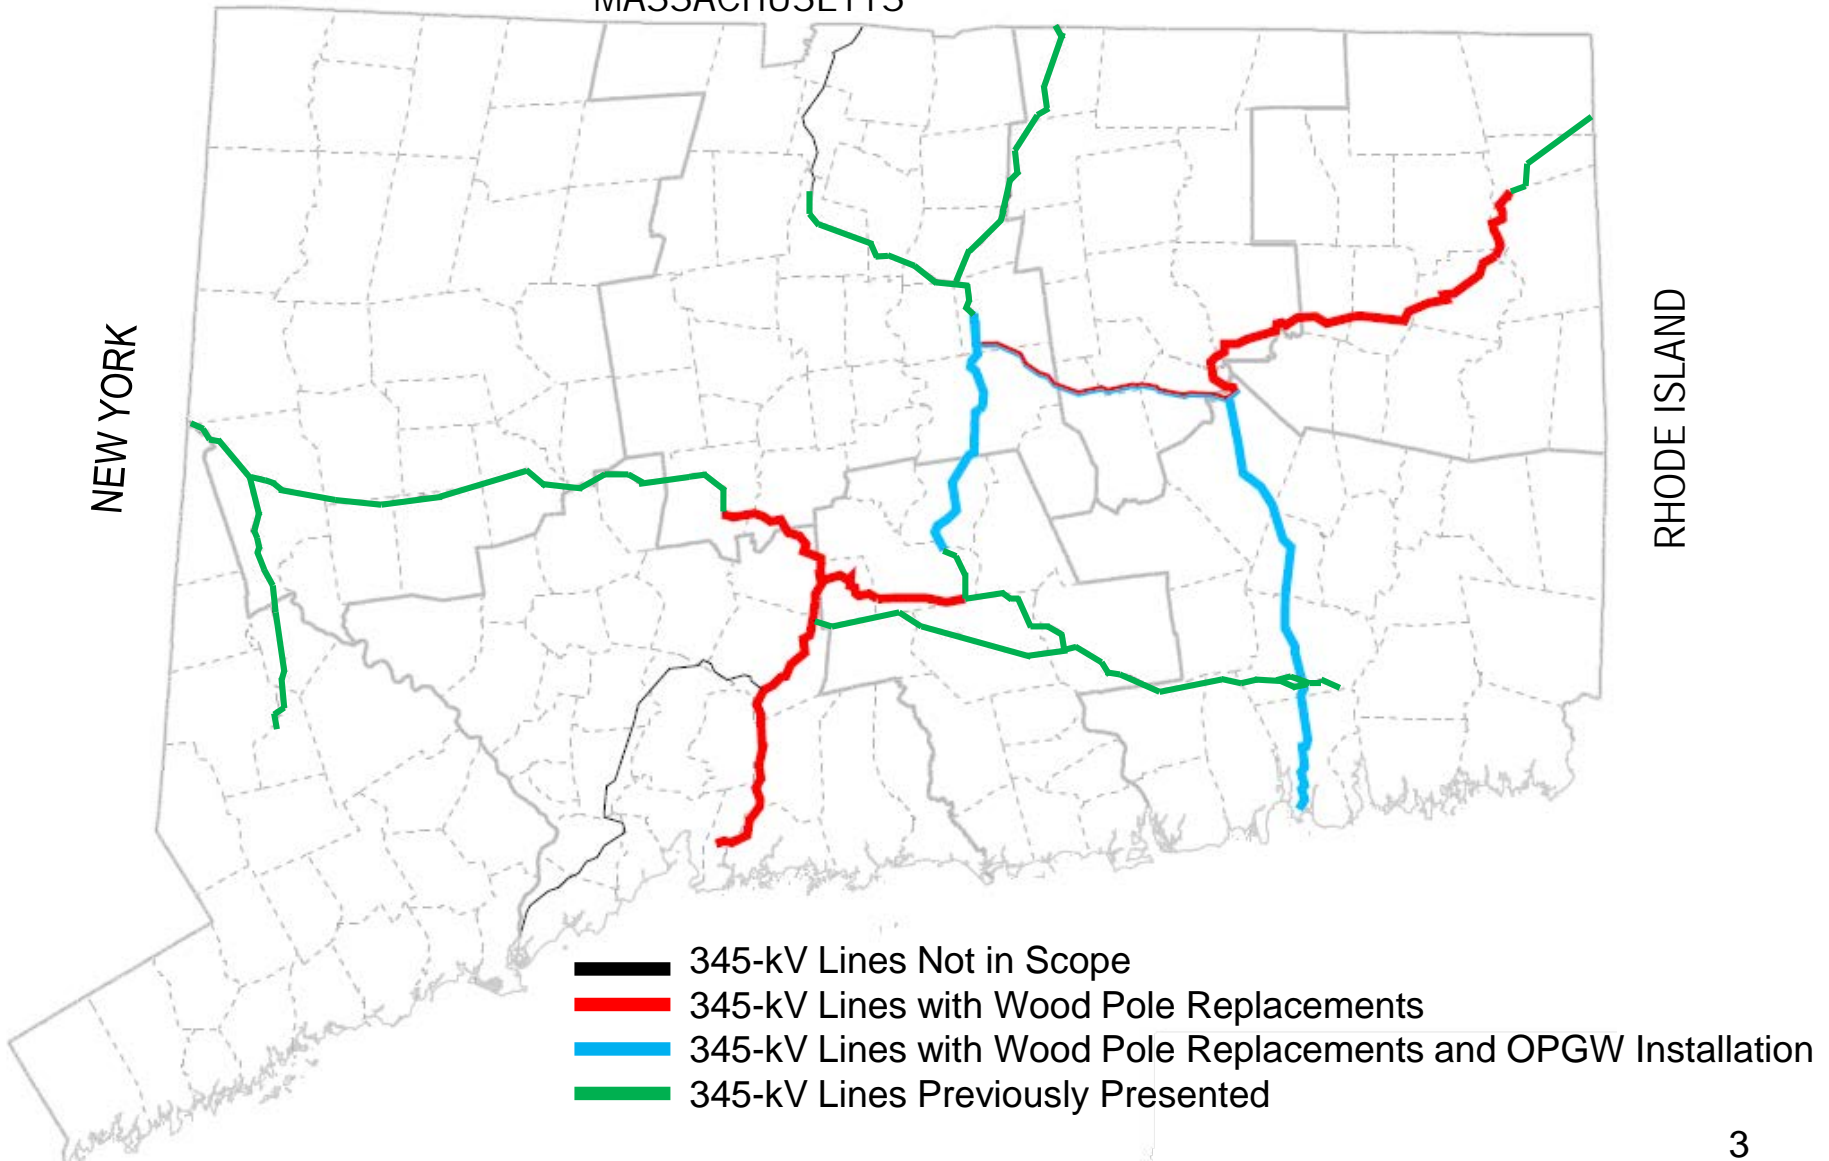 MASSACHUSETTS
NEW YORK
RHODE ISLAND
345-kV Lines Not in Scope
345-kV Lines with Wood Pole Replacements
345-kV Lines with Wood Pole Replacements and OPGW Installation
345-kV Lines Previously Presented
3